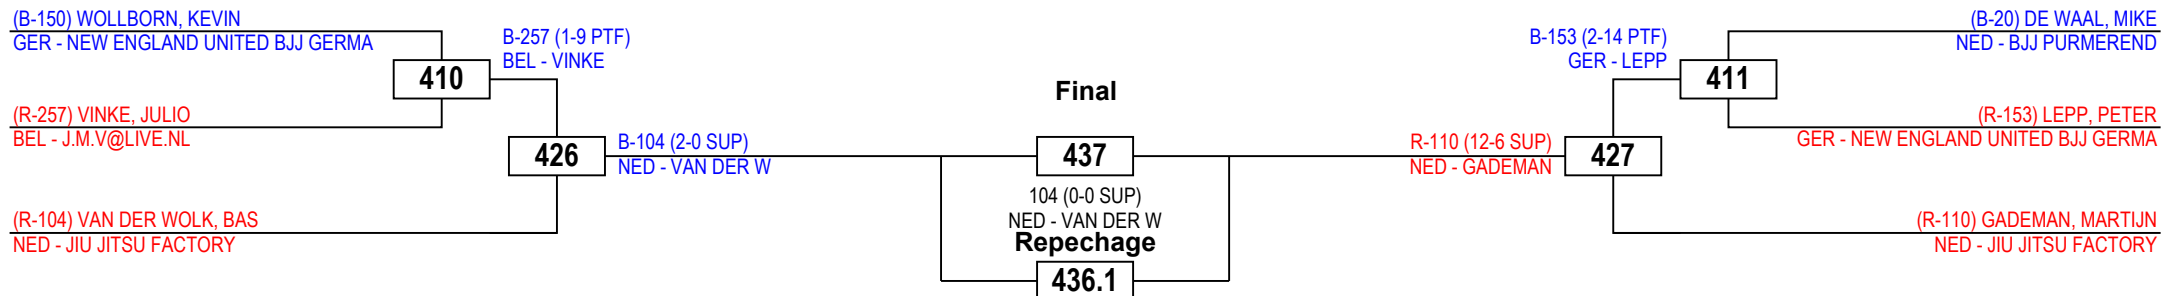 (B-150) WOLLBORN, KEVIN
GER - NEW ENGLAND UNITED BJJ GERMA
410
(R-257) VINKE, JULIO
BEL - J.M.V@LIVE.NL
B-257 (1-9 PTF)
BEL - VINKE
426
(R-104) VAN DER WOLK, BAS
NED - JIU JITSU FACTORY
B-104 (2-0 SUP)
NED - VAN DER W
Final
437
104 (0-0 SUP)
NED - VAN DER W
Repechage
436.1
(B-20) DE WAAL, MIKE
NED - BJJ PURMEREND
411
(R-153) LEPP, PETER
GER - NEW ENGLAND UNITED BJJ GERMA
B-153 (2-14 PTF)
GER - LEPP
427
R-110 (12-6 SUP)
NED - GADEMAN
(R-110) GADEMAN, MARTIJN
NED - JIU JITSU FACTORY